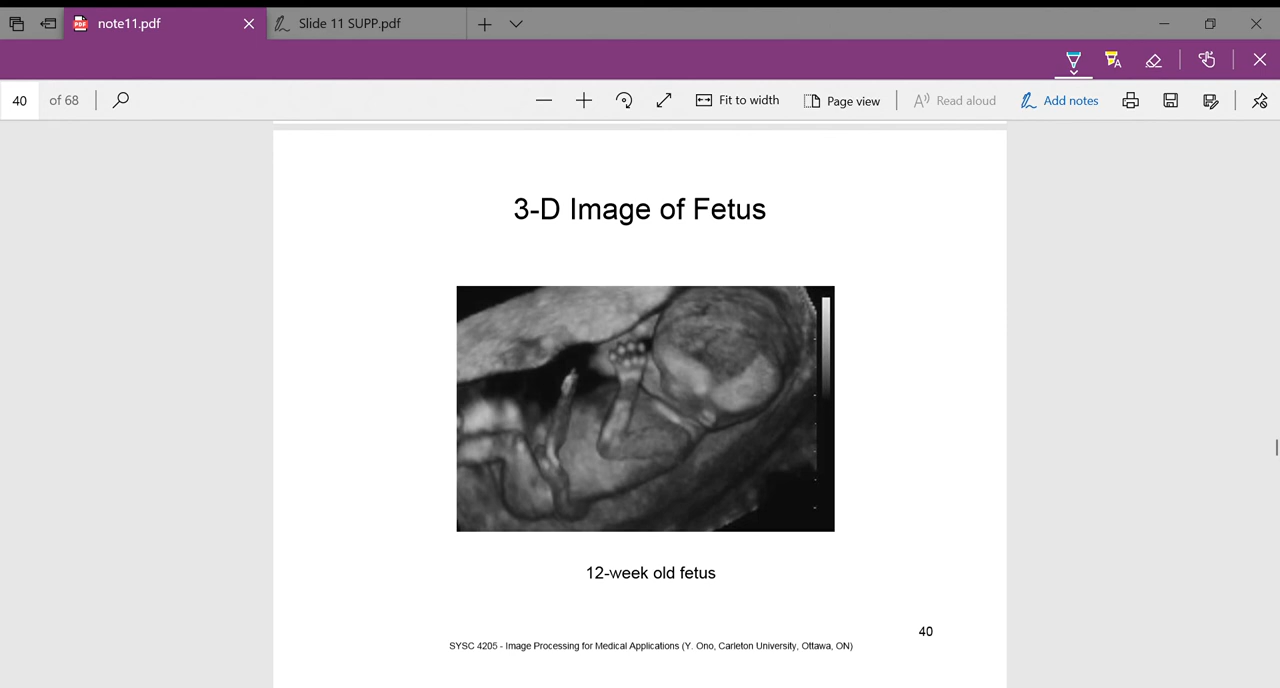 note11.pdf
Slide 11 SUPP.pdf
40 of 68
Fit to width
Page view
Read aloud
Add notes
3-D Image of Fetus
12-week old fetus
40
SYSC 4205 - Image Processing for Medical Applications (Y. Ono, Carleton University, Ottawa, ON)